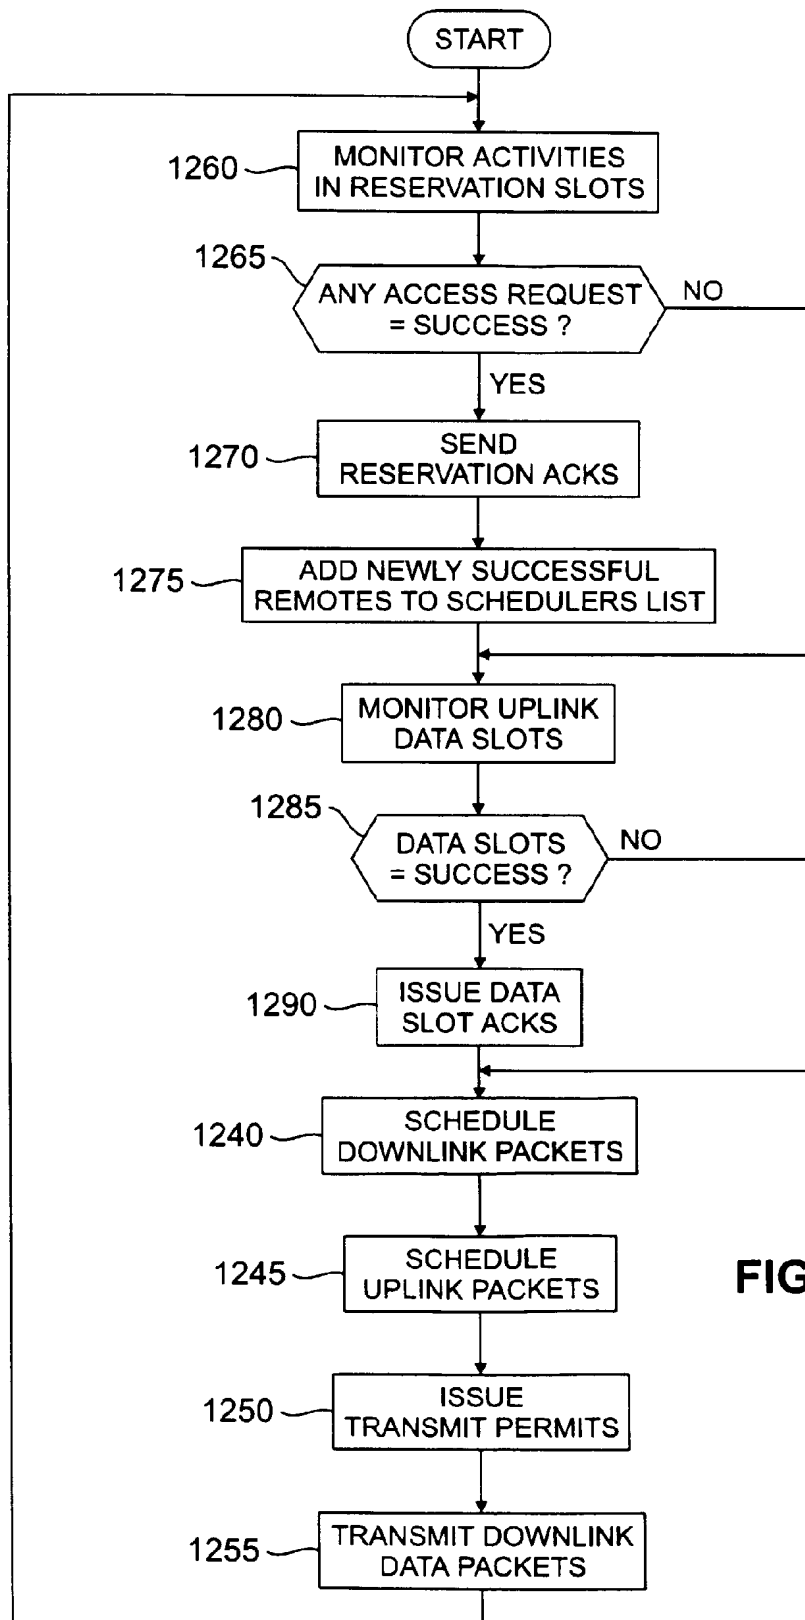 START
1260
MONITOR ACTIVITIES
IN RESERVATION SLOTS
1265
ANY ACCESS REQUEST
= SUCCESS ?
NO
YES
1270
SEND
RESERVATION ACKS
1275
ADD NEWLY SUCCESSFUL
REMOTES TO SCHEDULERS LIST
1280
MONITOR UPLINK
DATA SLOTS
1285
DATA SLOTS
= SUCCESS ?
NO
YES
1290
ISSUE DATA
SLOT ACKS
1240
SCHEDULE
DOWNLINK PACKETS
1245
SCHEDULE
UPLINK PACKETS
FIG
1250
ISSUE
TRANSMIT PERMITS
1255
TRANSMIT DOWNLINK
DATA PACKETS